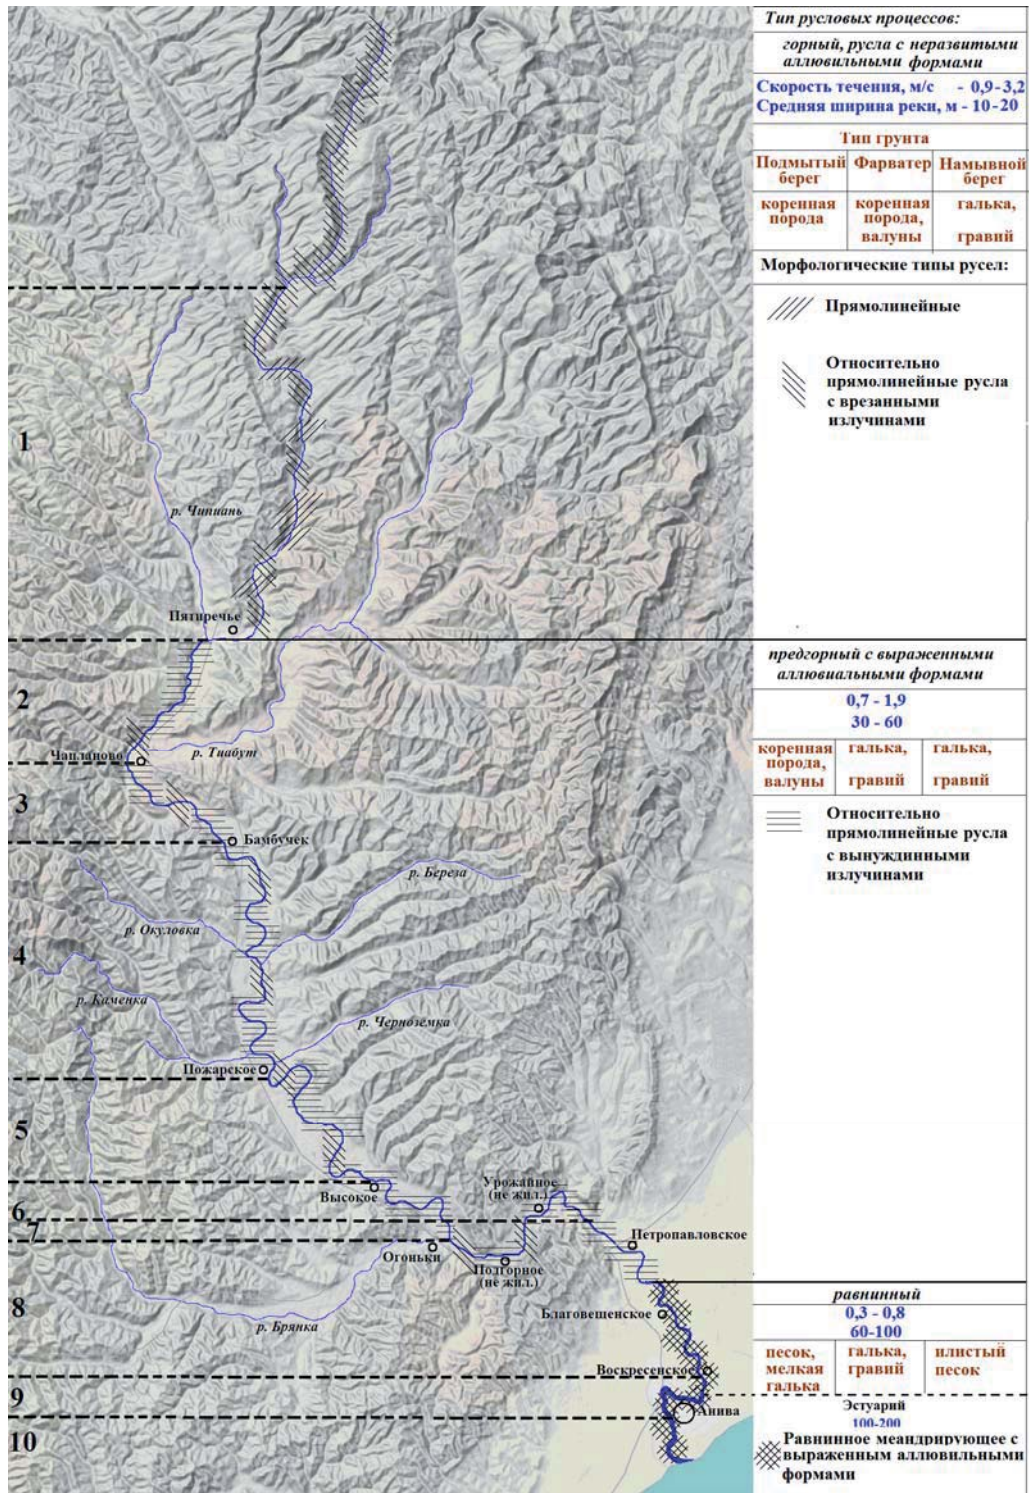 Тип русловых процессов:
горный, русла с неразвитыми
аллювильными формами
Скорость течения, м/с - 0,9-3,2
Средняя ширина реки, м - 10-20
Тип грунта
Подмытый берег
Фарватер
Намывной берег
коренная порода
коренная порода, валуны
галька, гравий
Морфологические типы русел:
Прямолинейные
Относительно
прямолинейные русла
с врезанными
излучинами
1
р. Чипиань
Пятиречье
предгорный с выраженными
аллювиальными формами
0,7 - 1,9
30 - 60
коренная порода, валуны
галька, гравий
галька, гравий
Относительно
прямолинейные русла
с вынуждинными
излучинами
2
Чапланово
р. Тиабут
3
Бамбучек
р. Береза
р. Окуловка
4
р. Каменка
р. Черноземка
Пожарское
5
Высокое
Урожайное
(не жил.)
6
7
Петропавловское
Огоньки
Подгорное
(не жил.)
8
р. Брянка
Благовещенское
равнинный
0,3 - 0,8
60-100
песок, мелкая галька
галька, гравий
илистый песок
Воскресенское
9
Анива
10
Эстуарий
100-200
Равнинное меандрирующее с
выраженным аллювильными
формами